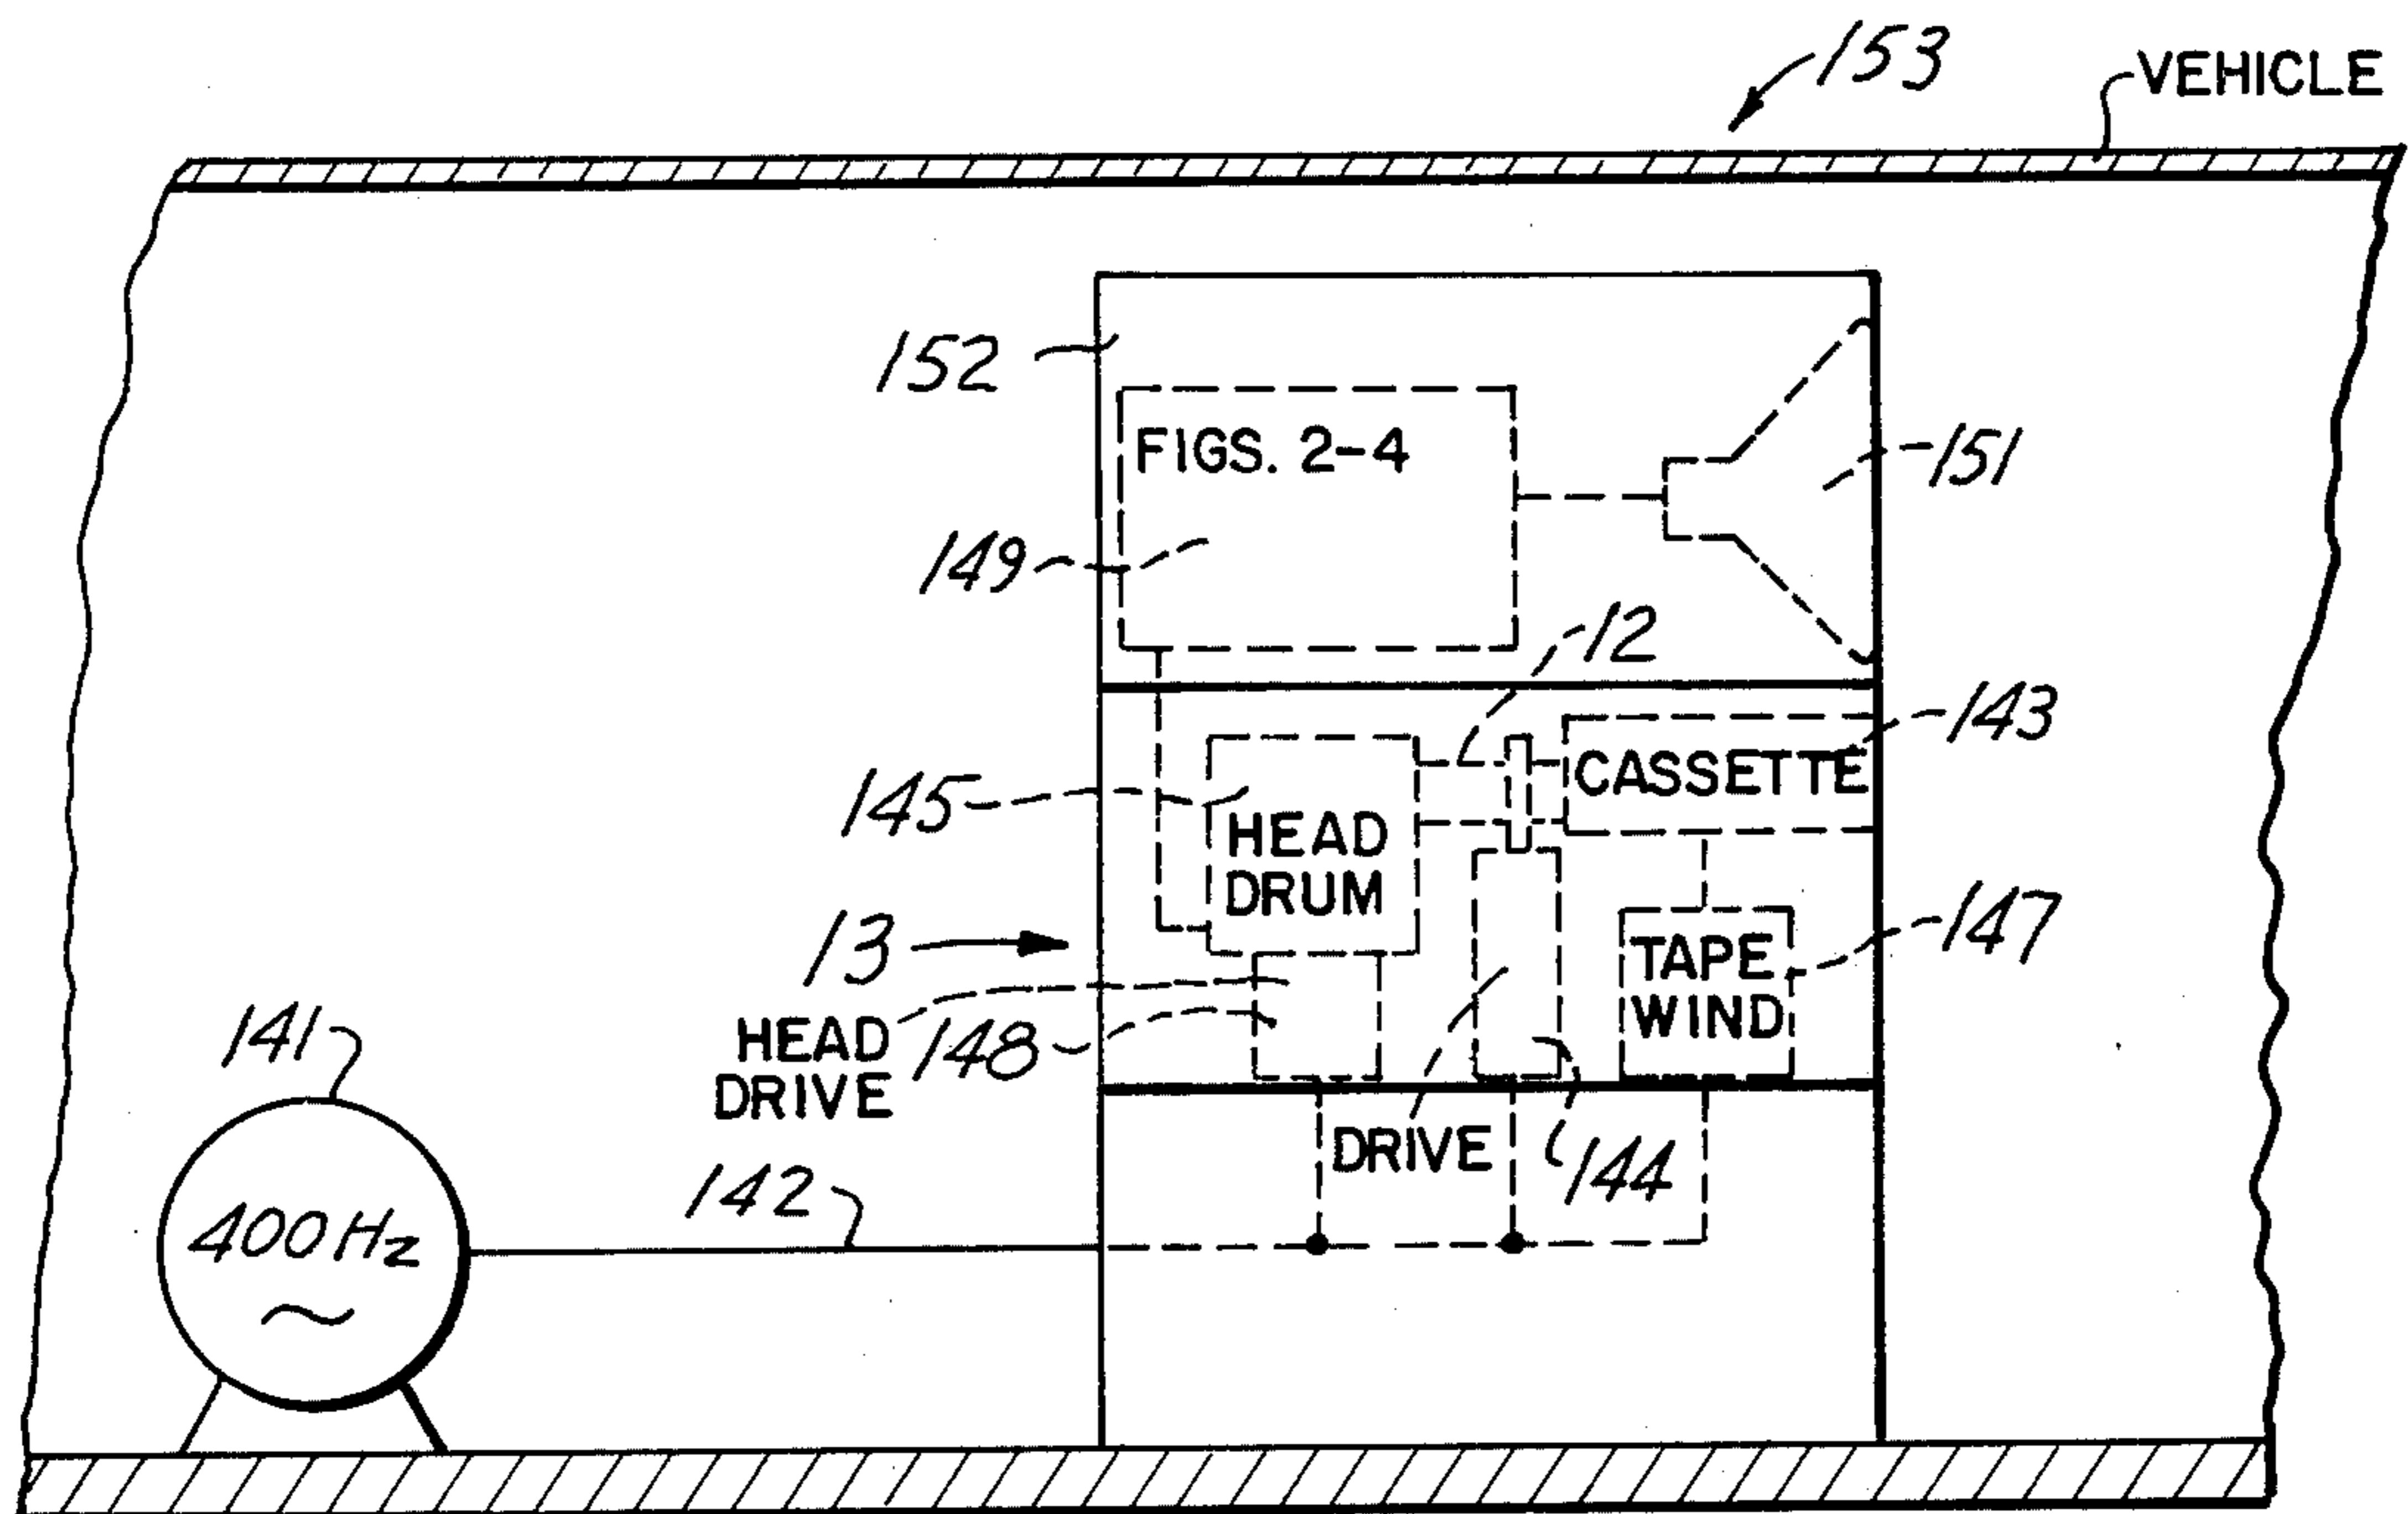 153
VEHICLE
152
FIGS. 2-4
151
149
12
143
CASSETTE
145
HEAD
DRUM
13
TAPE
WIND
147
HEAD
DRIVE
148
141
DRIVE
144
142
400 Hz
~